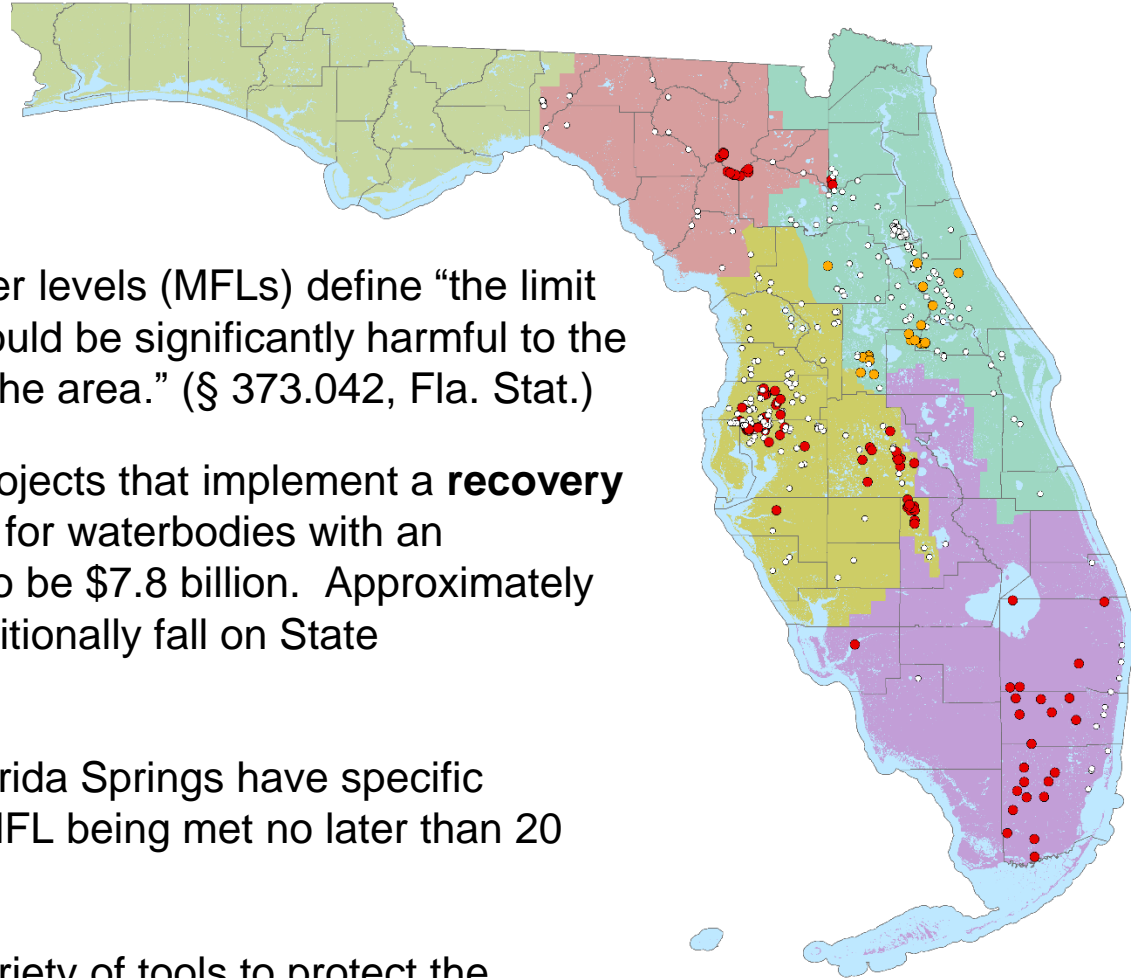 er levels (MFLs) define “the limit
ould be significantly harmful to the
he area.” (§ 373.042, Fla. Stat.)
ojects that implement a recovery
for waterbodies with an
o be $7.8 billion.  Approximately
itionally fall on State
rida Springs have specific
MFL being met no later than 20
riety of tools to protect the